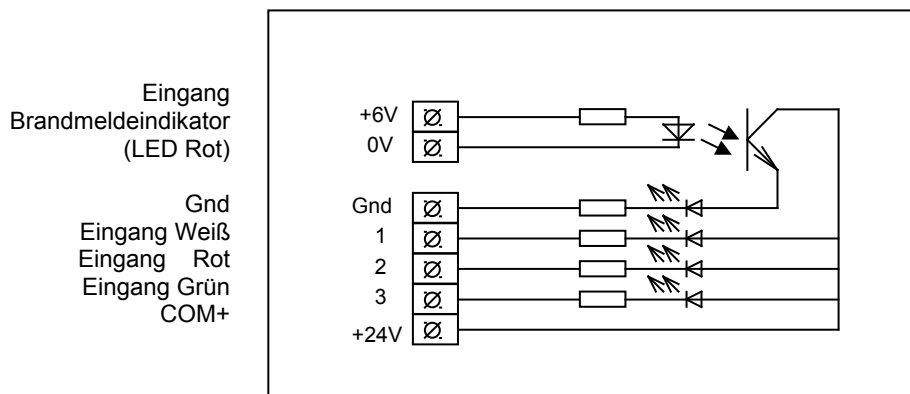 Eingang
Brandmeldeindikator
(LED Rot)
+6V
0V
Gnd
Eingang Weiß
Eingang Rot
Eingang Grün
COM+
Gnd
1
2
3
+24V